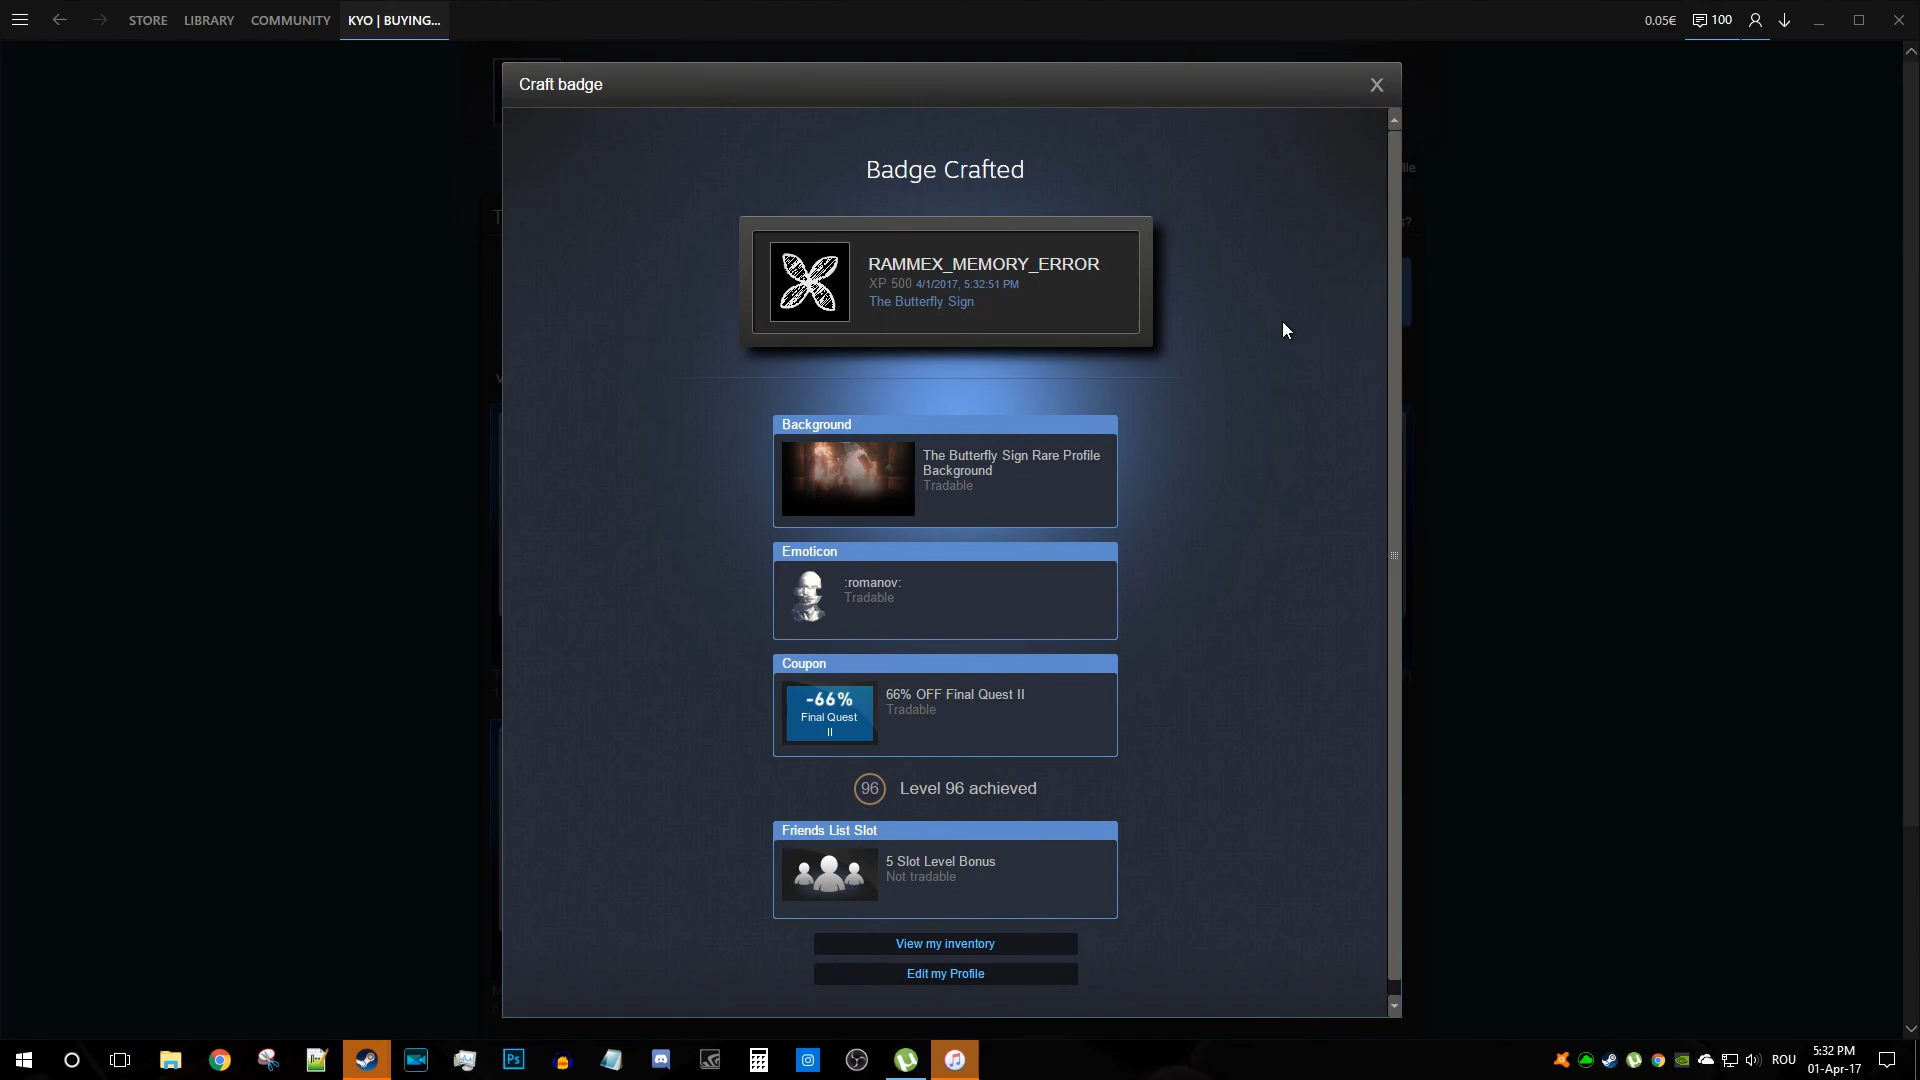 STORE LIBRARY COMMUNITY KYO | BUYING...
0.05€ 100
Craft badge
X
Badge Crafted
RAMMEX_MEMORY_ERROR
XP 500 4/1/2017, 5:32:51 PM
The Butterfly Sign
Background
The Butterfly Sign Rare Profile
Background
Tradable
Emoticon
:romanov:
Tradable
Coupon
-66%
Final Quest
II
66% OFF Final Quest II
Tradable
96 Level 96 achieved
Friends List Slot
5 Slot Level Bonus
Not tradable
View my inventory
Edit my Profile
Ps
ROU
5:32 PM
01-Apr-17